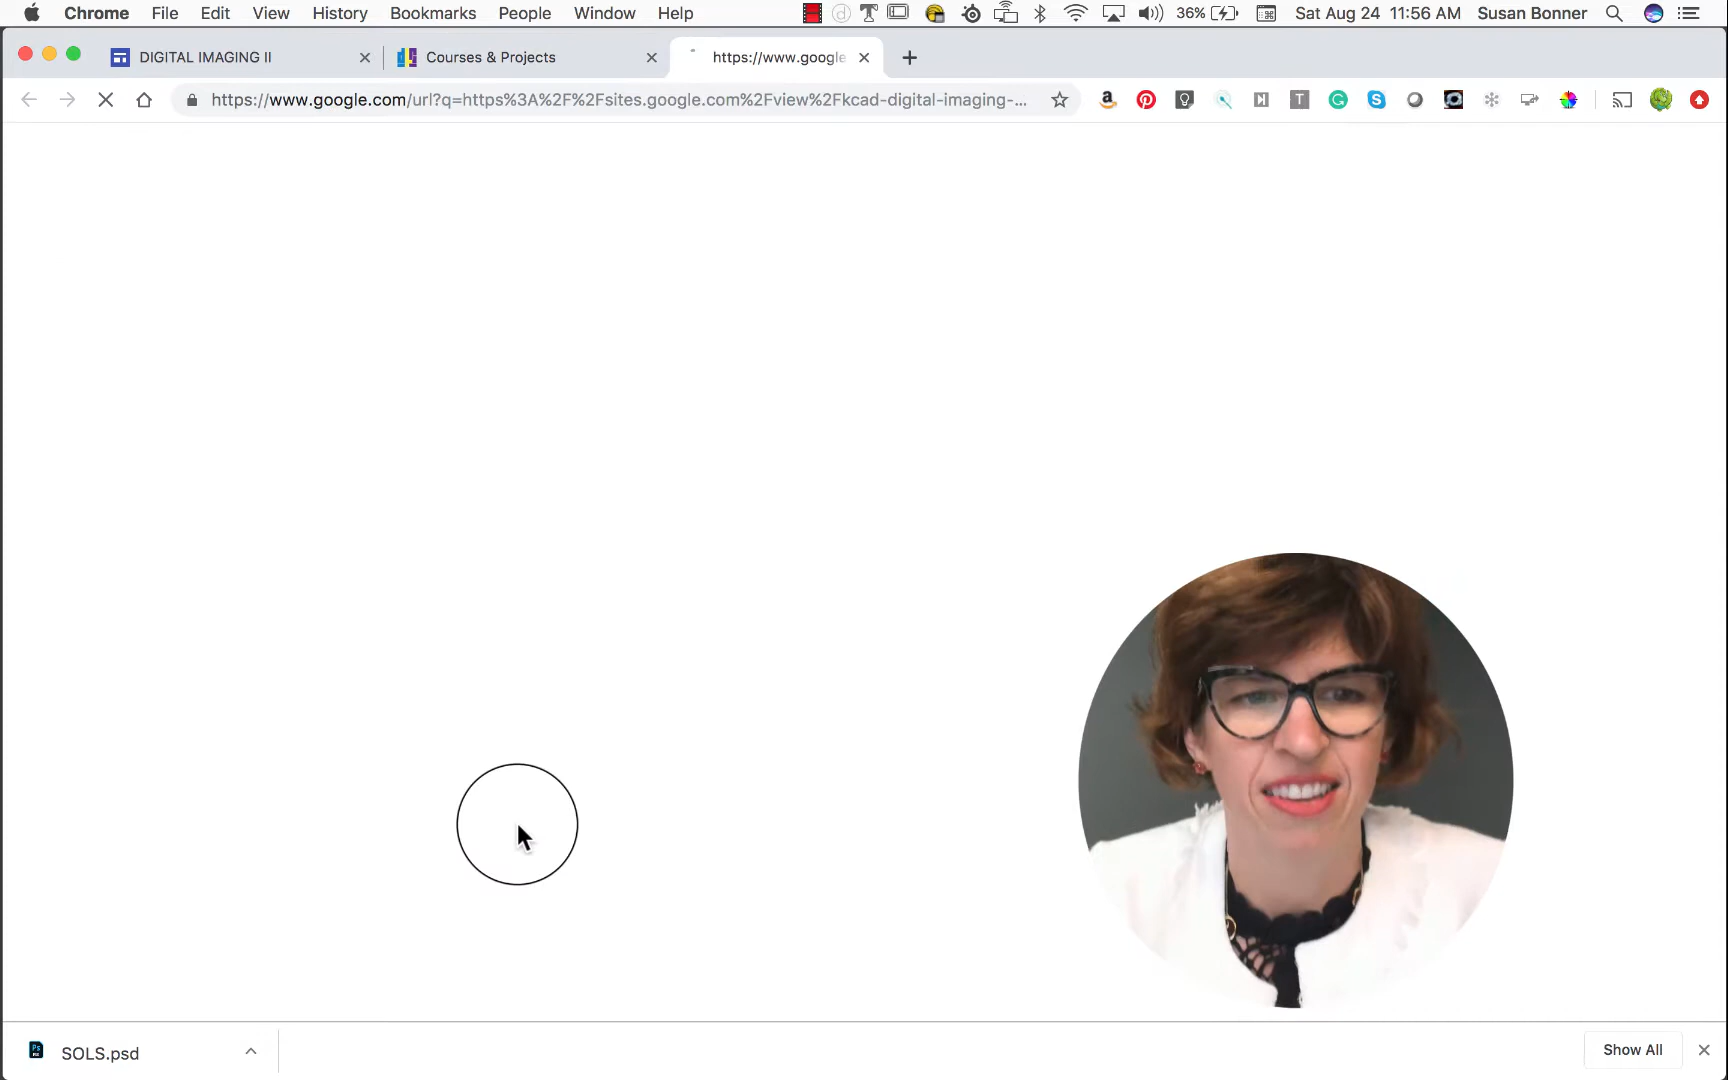 Chrome File Edit View History Bookmarks People Window Help 36% Sat Aug 24 11:56 AM Susan Bonner
DIGITAL IMAGING II Courses & Projects https://www.google
https://www.google.com/url?q=https%3A%2F%2Fsites.google.com%2Fview%2Fkcad-digital-imaging-...
SOLS.psd Show All